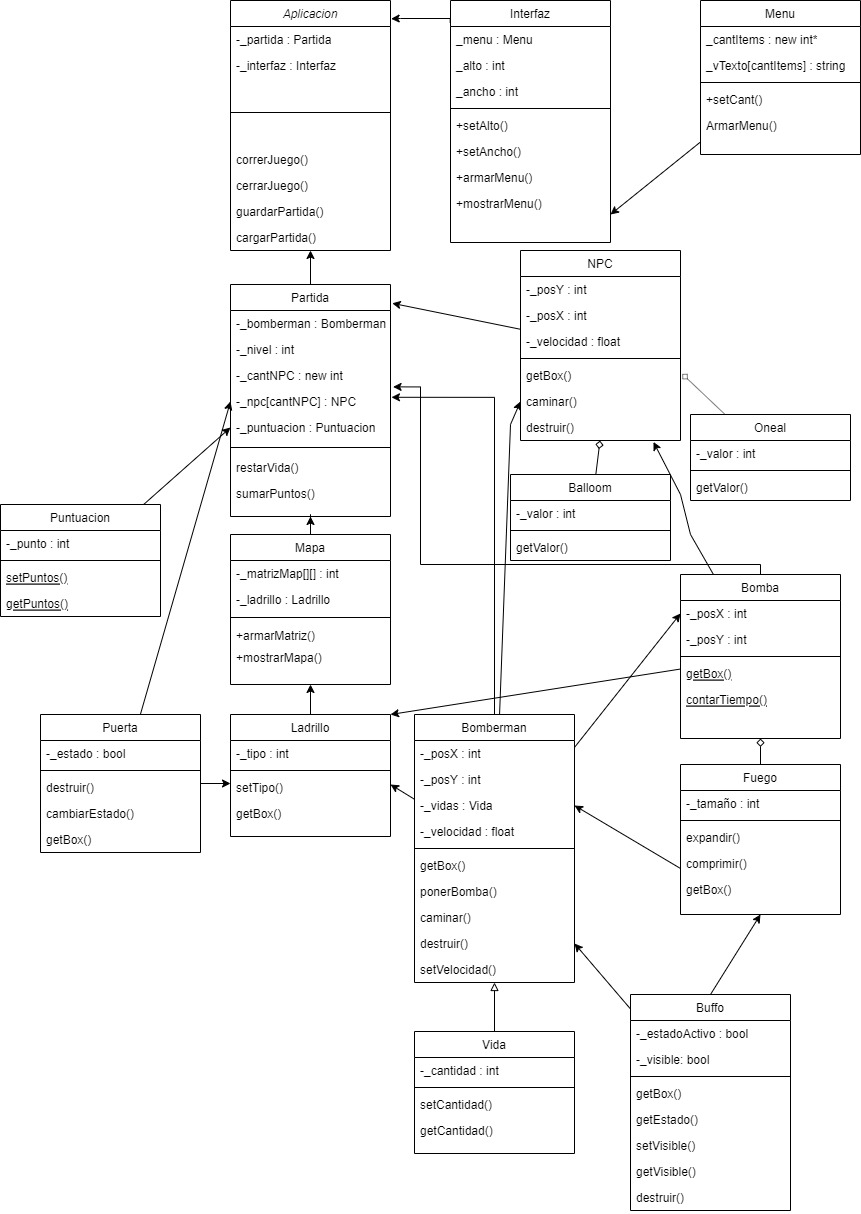 Aplicacion
-_partida : Partida
-_interfaz : Interfaz
correrJuego()
cerrarJuego()
guardarPartida()
cargarPartida()
Interfaz
_menu : Menu
_alto : int
_ancho : int
+setAlto()
+setAncho()
+armarMenu()
+mostrarMenu()
Menu
_cantItems : new int*
_vTexto[cantItems] : string
+setCant()
ArmarMenu()
Partida
-_bomberman : Bomberman
-_nivel : int
-_cantNPC : new int
-_npc[cantNPC] : NPC
-_puntuacion : Puntuacion
restarVida()
sumarPuntos()
NPC
-_posY : int
-_posX : int
-_velocidad : float
getBox()
caminar()
destruir()
Oneal
-_valor : int
getValor()
Balloom
-_valor : int
getValor()
Puntuacion
-_punto : int
setPuntos()
getPuntos()
Mapa
-_matrizMap[][] : int
-_ladrillo : Ladrillo
+armarMatriz()
+mostrarMapa()
Bomba
-_posX : int
-_posY : int
getBox()
contarTiempo()
Puerta
-_estado : bool
destruir()
cambiarEstado()
getBox()
Ladrillo
-_tipo : int
setTipo()
getBox()
Bomberman
-_posX : int
-_posY : int
-_vidas : Vida
-_velocidad : float
getBox()
ponerBomba()
caminar()
destruir()
setVelocidad()
Fuego
-_tamaño : int
expandir()
comprimir()
getBox()
Vida
-_cantidad : int
setCantidad()
getCantidad()
Buffo
-_estadoActivo : bool
-_visible: bool
getBox()
getEstado()
setVisible()
getVisible()
destruir()